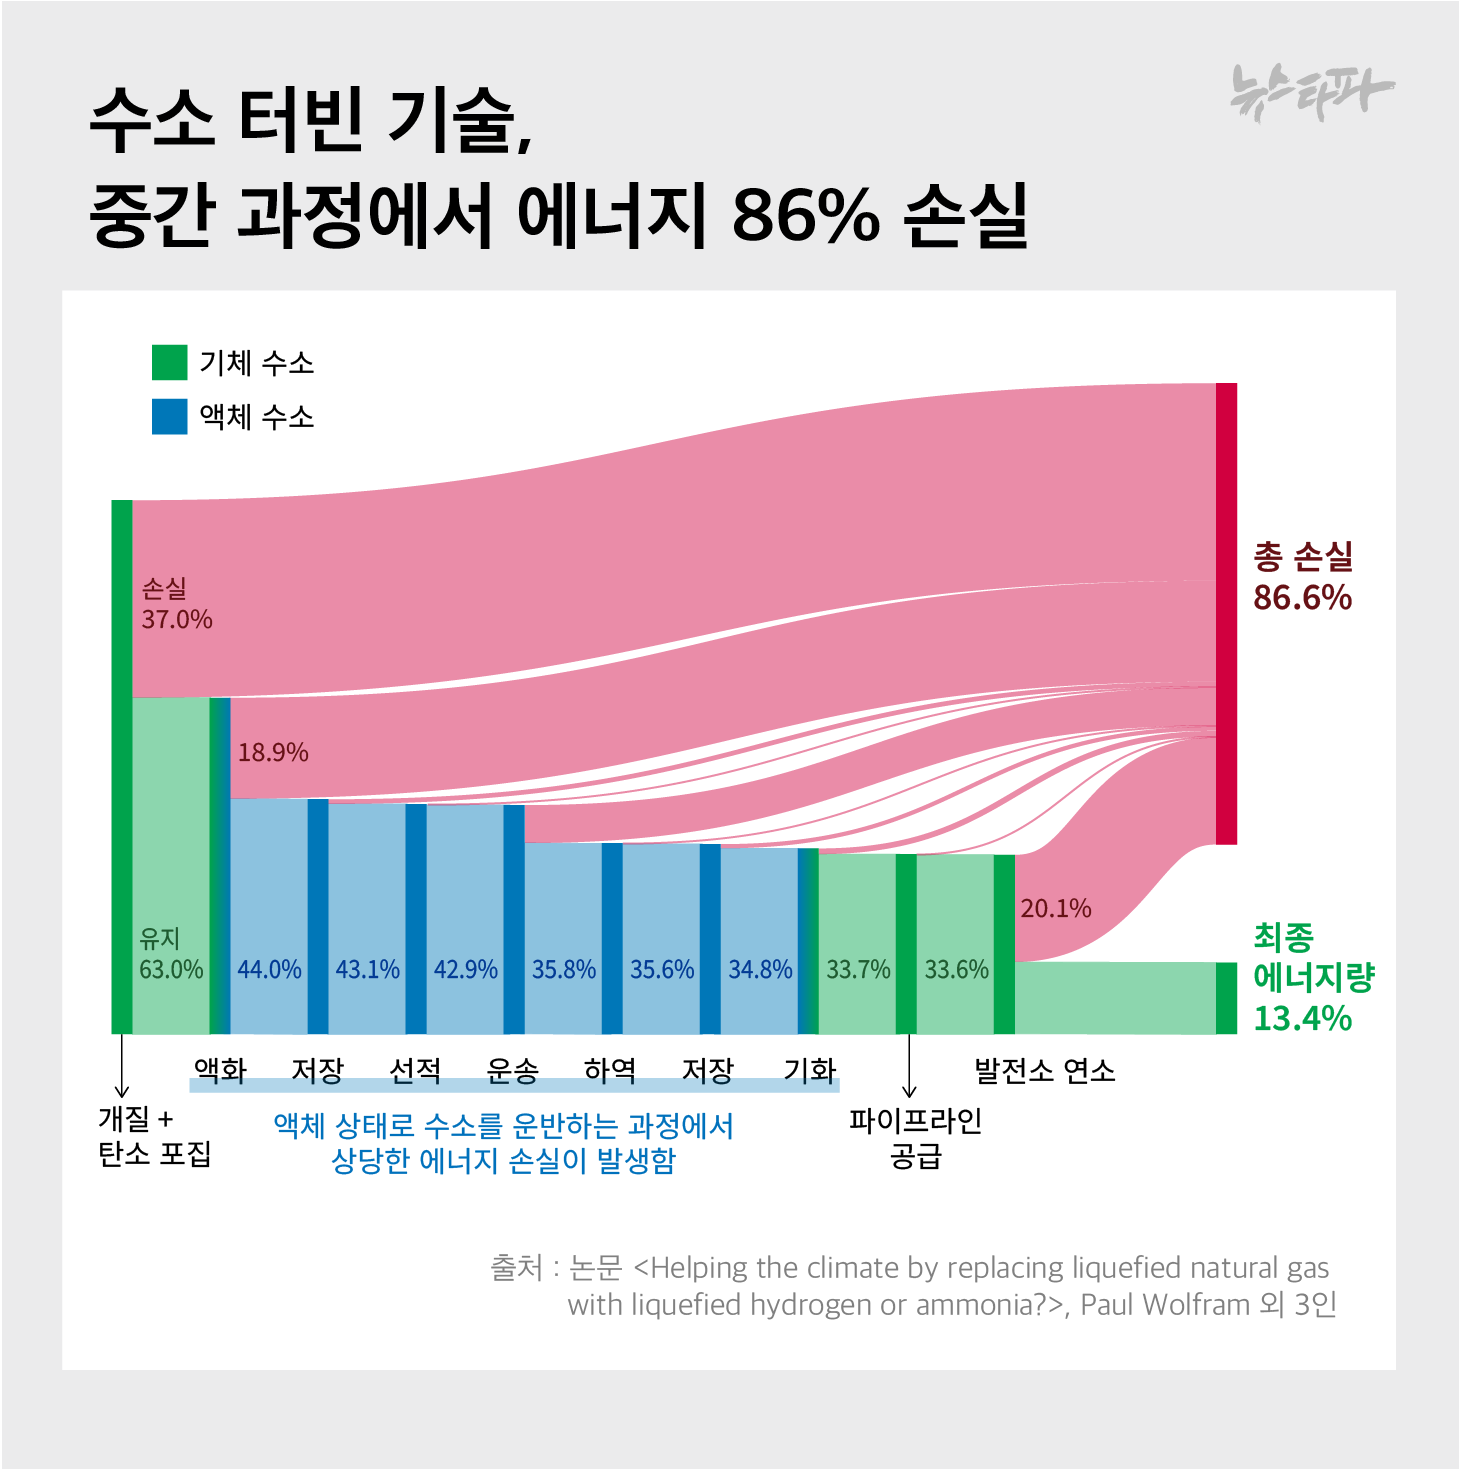 뉴스타파
수소 터빈 기술,
중간 과정에서 에너지 86% 손실
기체 수소
액체 수소
손실
37.0%
18.9%
20.1%
총 손실
86.6%
유지
63.0%
44.0%
43.1%
42.9%
35.8%
35.6%
34.8%
33.7%
33.6%
최종
에너지량
13.4%
액화
저장
선적
운송
하역
저장
기화
발전소 연소
개질 +
탄소 포집
액체 상태로 수소를 운반하는 과정에서
상당한 에너지 손실이 발생함
파이프라인
공급
출처 : 논문 <Helping the climate by replacing liquefied natural gas
with liquefied hydrogen or ammonia?>, Paul Wolfram 외 3인